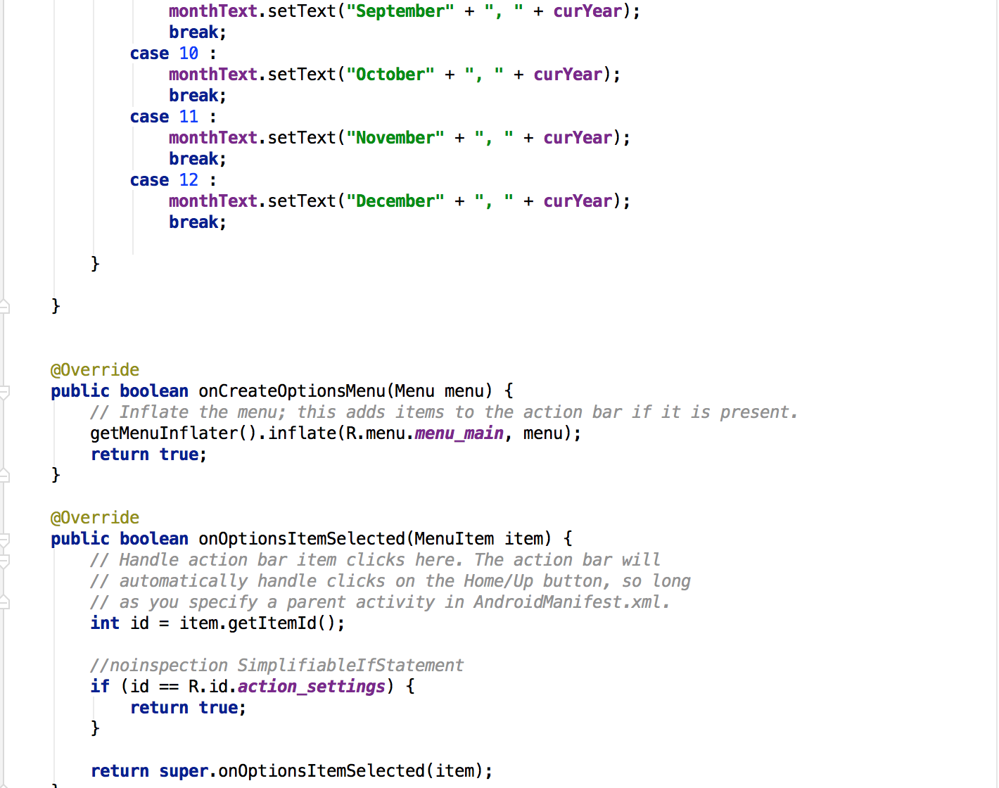 monthText.setText("September" + ", " + curYear);
break;
case 10 :
monthText.setText("October" + ", " + curYear);
break;
case 11 :
monthText.setText("November" + ", " + curYear);
break;
case 12 :
monthText.setText("December" + ", " + curYear);
break;
}
}
@Override
public boolean onCreateOptionsMenu(Menu menu) {
// Inflate the menu; this adds items to the action bar if it is present.
getMenuInflater().inflate(R.menu.menu_main, menu);
return true;
}
@Override
public boolean onOptionsItemSelected(MenuItem item) {
// Handle action bar item clicks here. The action bar will
// automatically handle clicks on the Home/Up button, so long
// as you specify a parent activity in AndroidManifest.xml.
int id = item.getItemId();
//noinspection SimplifiableIfStatement
if (id == R.id.action_settings) {
return true;
}
return super.onOptionsItemSelected(item);
}